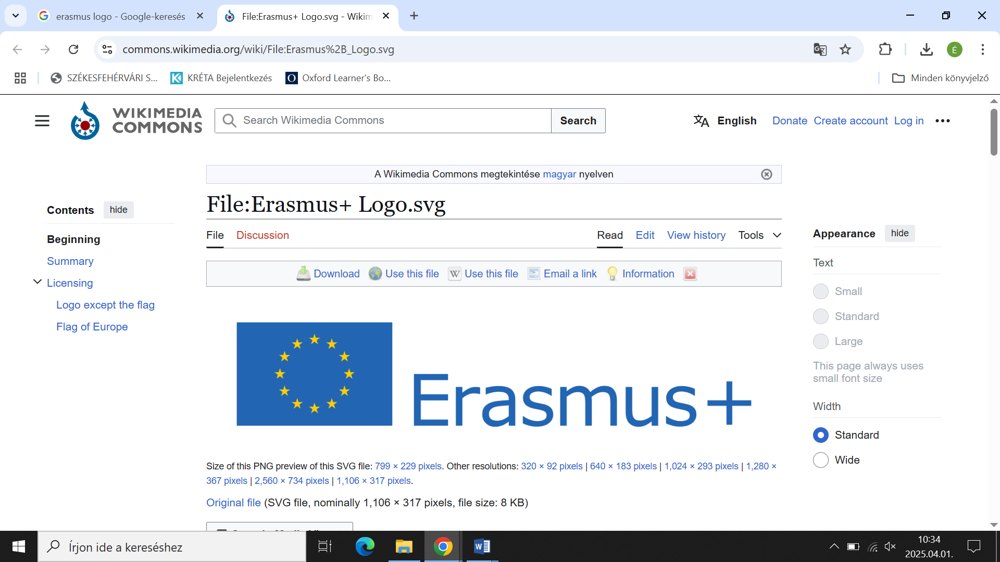 erasmus logo - Google-keresés
File:Erasmus+ Logo.svg - Wikim
commons.wikimedia.org/wiki/File:Erasmus%2B_Logo.svg
É
SZÉKESFEHÉRVÁRI S...
KRÉTA Bejelentkezés
Oxford Learner's Bo...
Minden könyvjelző
WIKIMEDIA
COMMONS
Search Wikimedia Commons
Search
English
Donate
Create account
Log in
A Wikimedia Commons megtekintése magyar nyelven
File:Erasmus+ Logo.svg
Contents
hide
Beginning
Summary
Licensing
Logo except the flag
Flag of Europe
File
Discussion
Read
Edit
View history
Tools
Download
Use this file
W
Use this file
Email a link
Information
Erasmus+
Size of this PNG preview of this SVG file: 799 × 229 pixels. Other resolutions: 320 × 92 pixels | 640 × 183 pixels | 1,024 × 293 pixels | 1,280 ×
367 pixels | 2,560 × 734 pixels | 1,106 × 317 pixels.
Original file (SVG file, nominally 1,106 × 317 pixels, file size: 8 KB)
Appearance
hide
Text
Small
Standard
Large
This page always uses
small font size
Width
Standard
Wide
Írjon ide a kereséshez
10:34
2025.04.01.